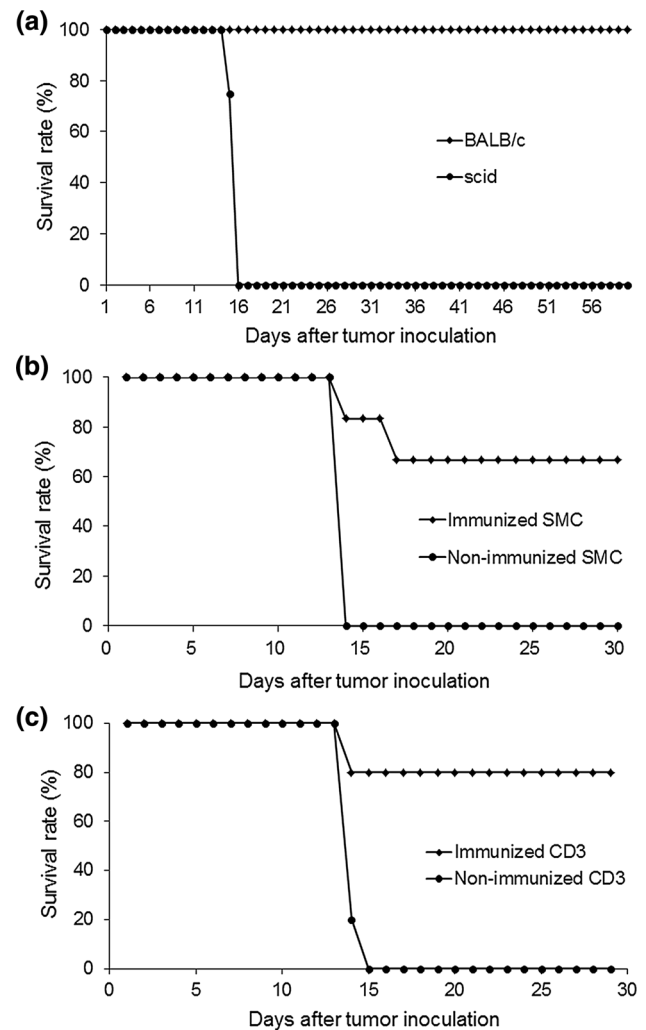 (a)
Survival rate (%)
100
80
60
40
20
0
BALB/c
scid
1 6 11 16 21 26 31 36 41 46 51 56
Days after tumor inoculation
(b)
Survival rate (%)
100
80
60
40
20
0
Immunized SMC
Non-immunized SMC
0 5 10 15 20 25 30
Days after tumor inoculation
(c)
Survival rate (%)
100
80
60
40
20
0
Immunized CD3
Non-immunized CD3
0 5 10 15 20 25 30
Days after tumor inoculation